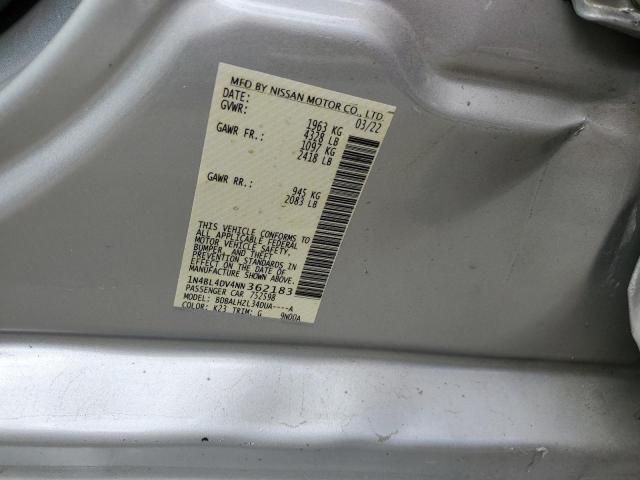 MFD BY NISSAN MOTOR CO., LTD
DATE: 03/22
GVWR: 1963 KG
4328 LB
GAWR FR.: 1097 KG
2418 LB
GAWR RR.: 945 KG
2083 LB
THIS VEHICLE CONFORMS TO
ALL APPLICABLE FEDERAL
MOTOR VEHICLE SAFETY,
BUMPER, AND THEFT
PREVENTION STANDARDS IN
EFFECT ON THE DATE OF
MANUFACTURE SHOWN ABOVE.
1N4BL4DV4NN362183
PASSENGER CAR 752598
MODEL: BDBALHZL34DUA----A
COLOR: K23 TRIM: G 9N00A